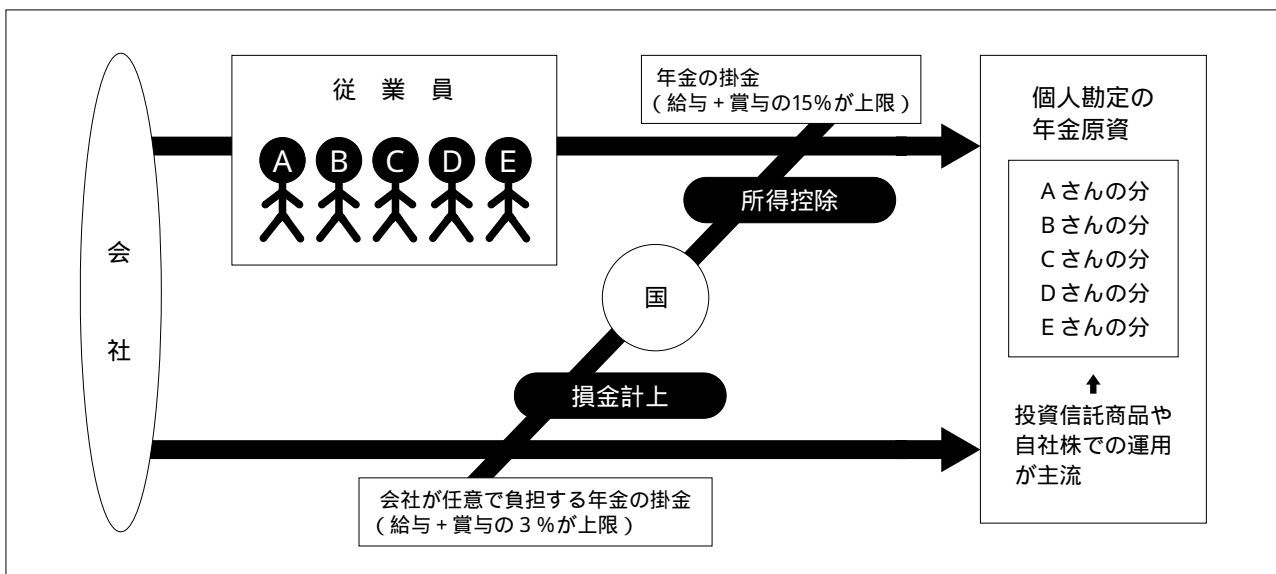 従 業 員
A B C D E
年金の掛金
（給与+賞与の15%が上限）
所得控除
会
社
国
損金計上
会社が任意で負担する年金の掛金
（給与+賞与の3%が上限）
個人勘定の
年金原資
Aさんの分
Bさんの分
Cさんの分
Dさんの分
Eさんの分
投資信託商品や
自社株での運用
が主流